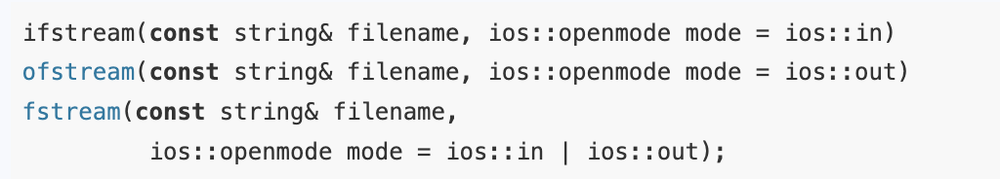 ifstream(const string& filename, ios::openmode mode = ios::in)
ofstream(const string& filename, ios::openmode mode = ios::out)
fstream(const string& filename,
         ios::openmode mode = ios::in | ios::out);